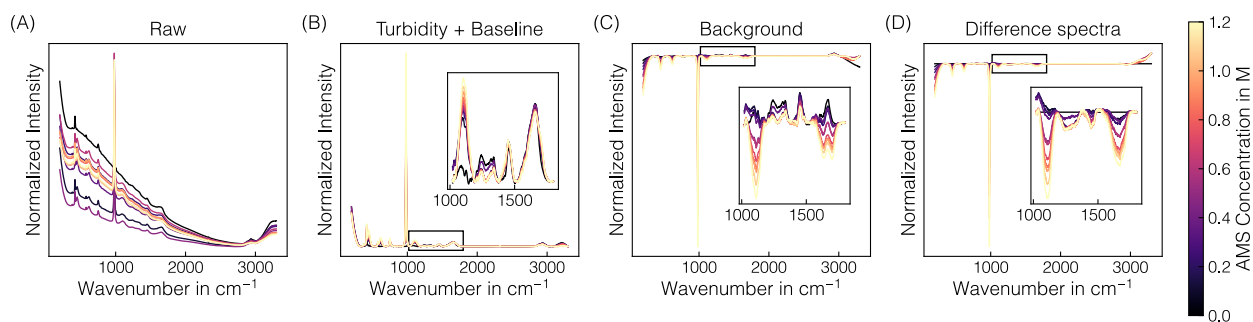 (A) Raw
(B) Turbidity + Baseline
(C) Background
(D) Difference spectra
Normalized Intensity
1000 2000 3000
Wavenumber in cm⁻¹
Normalized Intensity
1000 1500
1000 2000 3000
Wavenumber in cm⁻¹
Normalized Intensity
1000 1500
1000 2000 3000
Wavenumber in cm⁻¹
Normalized Intensity
1000 1500
1000 2000 3000
Wavenumber in cm⁻¹
1.2
1.0
0.8
0.6
0.4
0.2
0.0
AMS Concentration in M